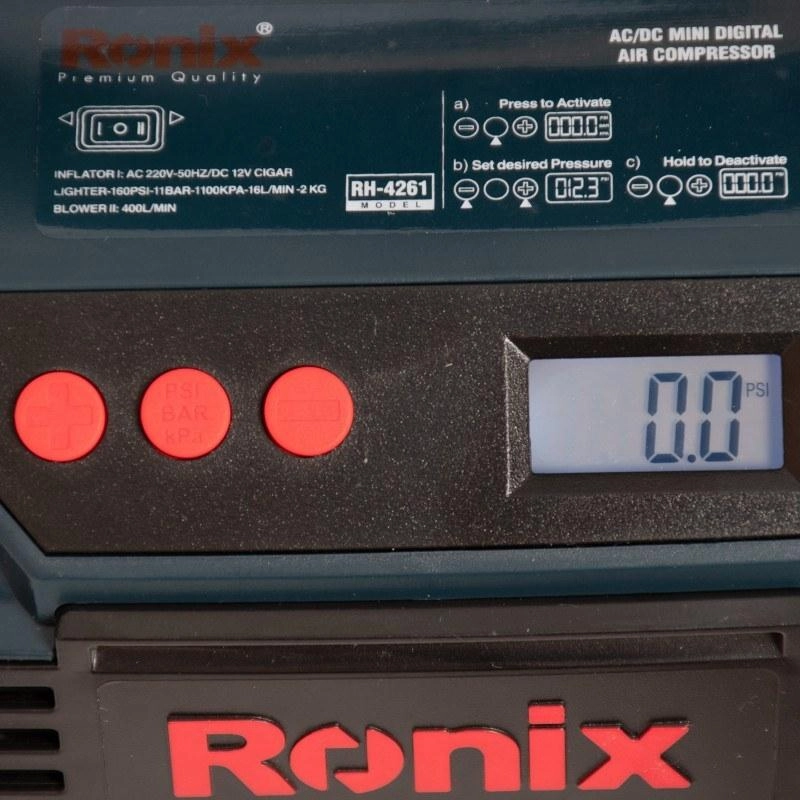 Ronix®
Premium Quality
AC/DC MINI DIGITAL
AIR COMPRESSOR
I O II
INFLATOR I: AC 220V-50HZ/DC 12V CIGAR
LIGHTER-160PSI-11BAR-1100KPA-16L/MIN -2 KG
BLOWER II: 400L/MIN
RH-4261
MODEL
a) Press to Activate
000.0
b) Set desired Pressure
012.3
c) Hold to Deactivate
000.0
PSI
BAR
kPa
0.0 PSI
Ronix